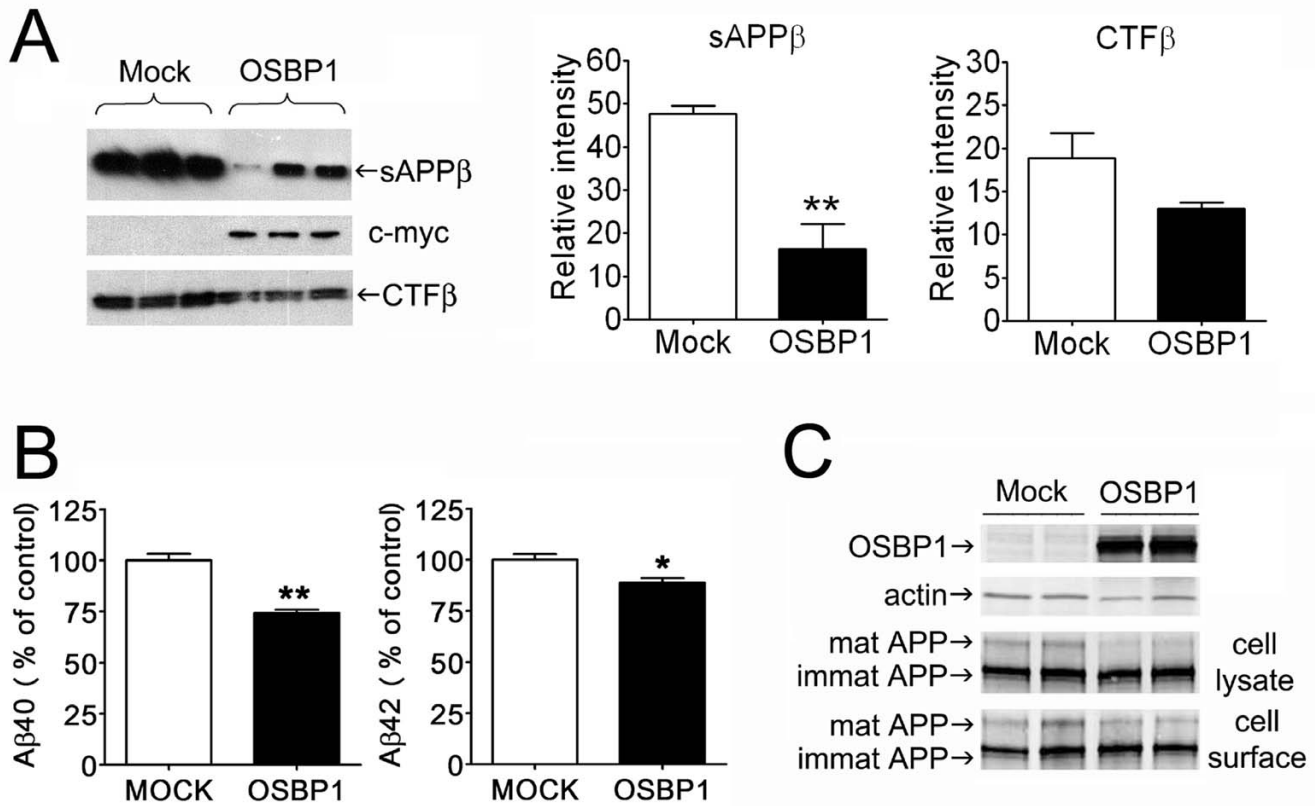 A
Mock OSBP1
←sAPPβ
c-myc
←CTFβ
sAPPβ
Relative intensity
60
50
40
30
20
10
0
**
Mock OSBP1
CTFβ
Relative intensity
30
25
20
15
10
5
0
Mock OSBP1
B
Aβ40 ( % of control)
125
100
75
50
25
0
**
MOCK OSBP1
Aβ42 ( % of control)
125
100
75
50
25
0
*
MOCK OSBP1
C
Mock OSBP1
OSBP1→
actin→
mat APP→ cell
immat APP→ lysate
mat APP→ cell
immat APP→ surface